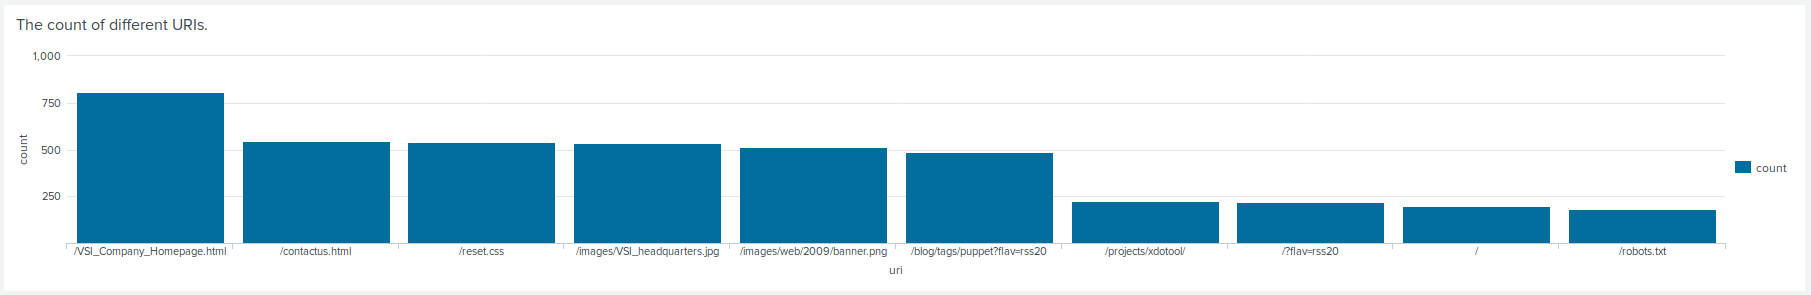 The count of different URIs.
1,000
750
500
250
count
/VSI_Company_Homepage.html
/contactus.html
/reset.css
/images/VSI_headquarters.jpg
/images/web/2009/banner.png
/blog/tags/puppet?flav=rss20
/projects/xdotool/
/?flav=rss20
/
/robots.txt
uri
count